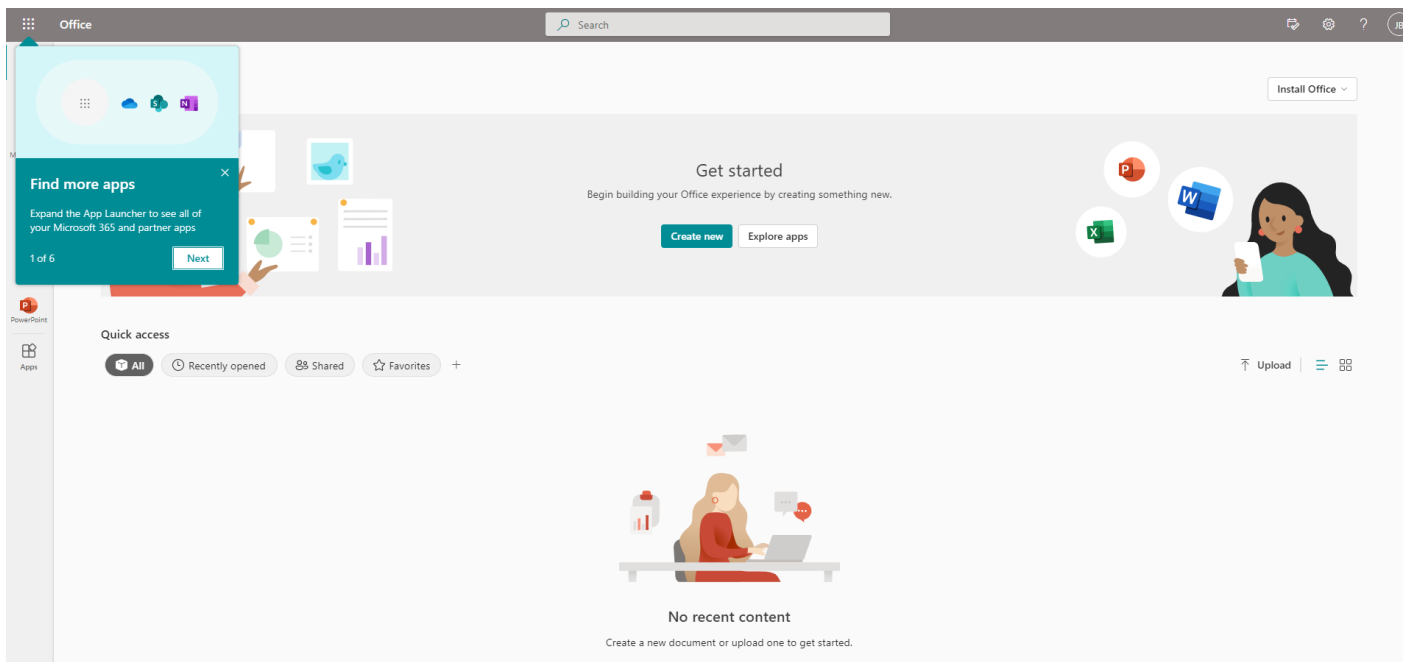 Office
Search
JB
Install Office
Find more apps
Expand the App Launcher to see all of
your Microsoft 365 and partner apps
1 of 6
Next
Get started
Begin building your Office experience by creating something new.
Create new
Explore apps
P
W
X
S
N
M
P
PowerPoint
Apps
Quick access
All
Recently opened
Shared
Favorites
Upload
No recent content
Create a new document or upload one to get started.